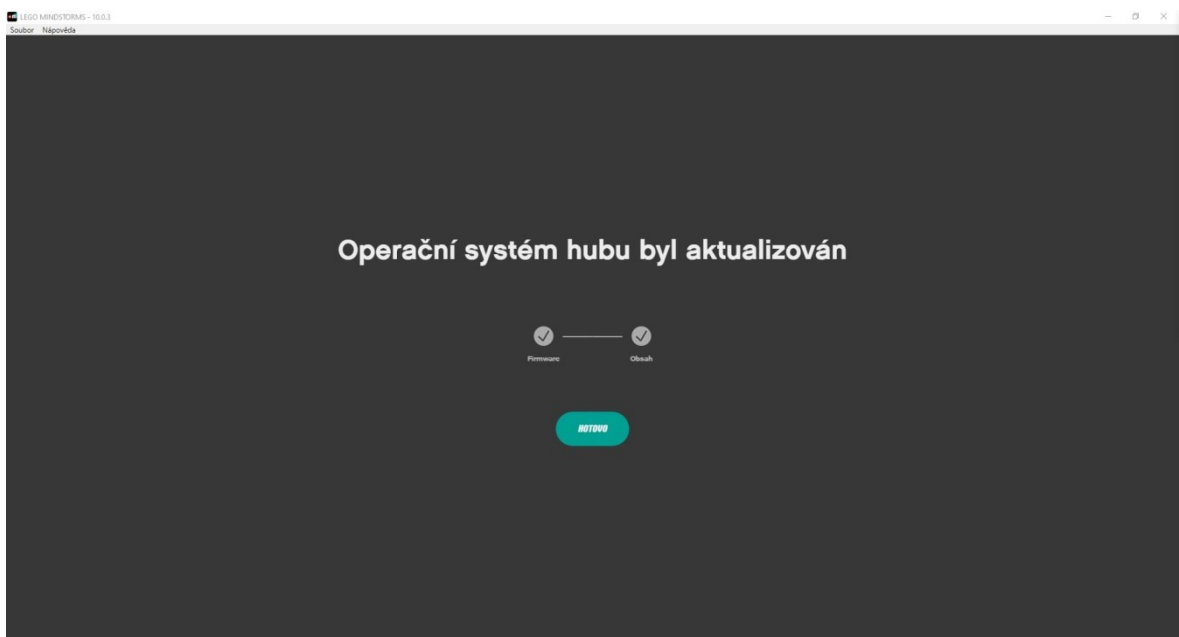 LEGO MINDSTORMS - 10.0.3
Soubor Nápověda
Operační systém hubu byl aktualizován
Firmware Obsah
HOTOVO